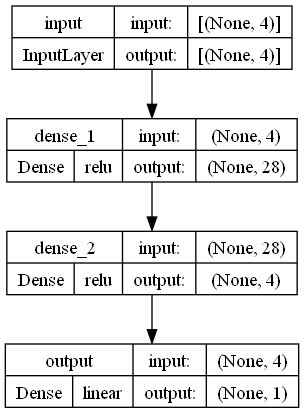 input input: [(None, 4)]
InputLayer output: [(None, 4)]
dense_1 input: (None, 4)
Dense relu output: (None, 28)
dense_2 input: (None, 28)
Dense relu output: (None, 4)
output input: (None, 4)
Dense linear output: (None, 1)